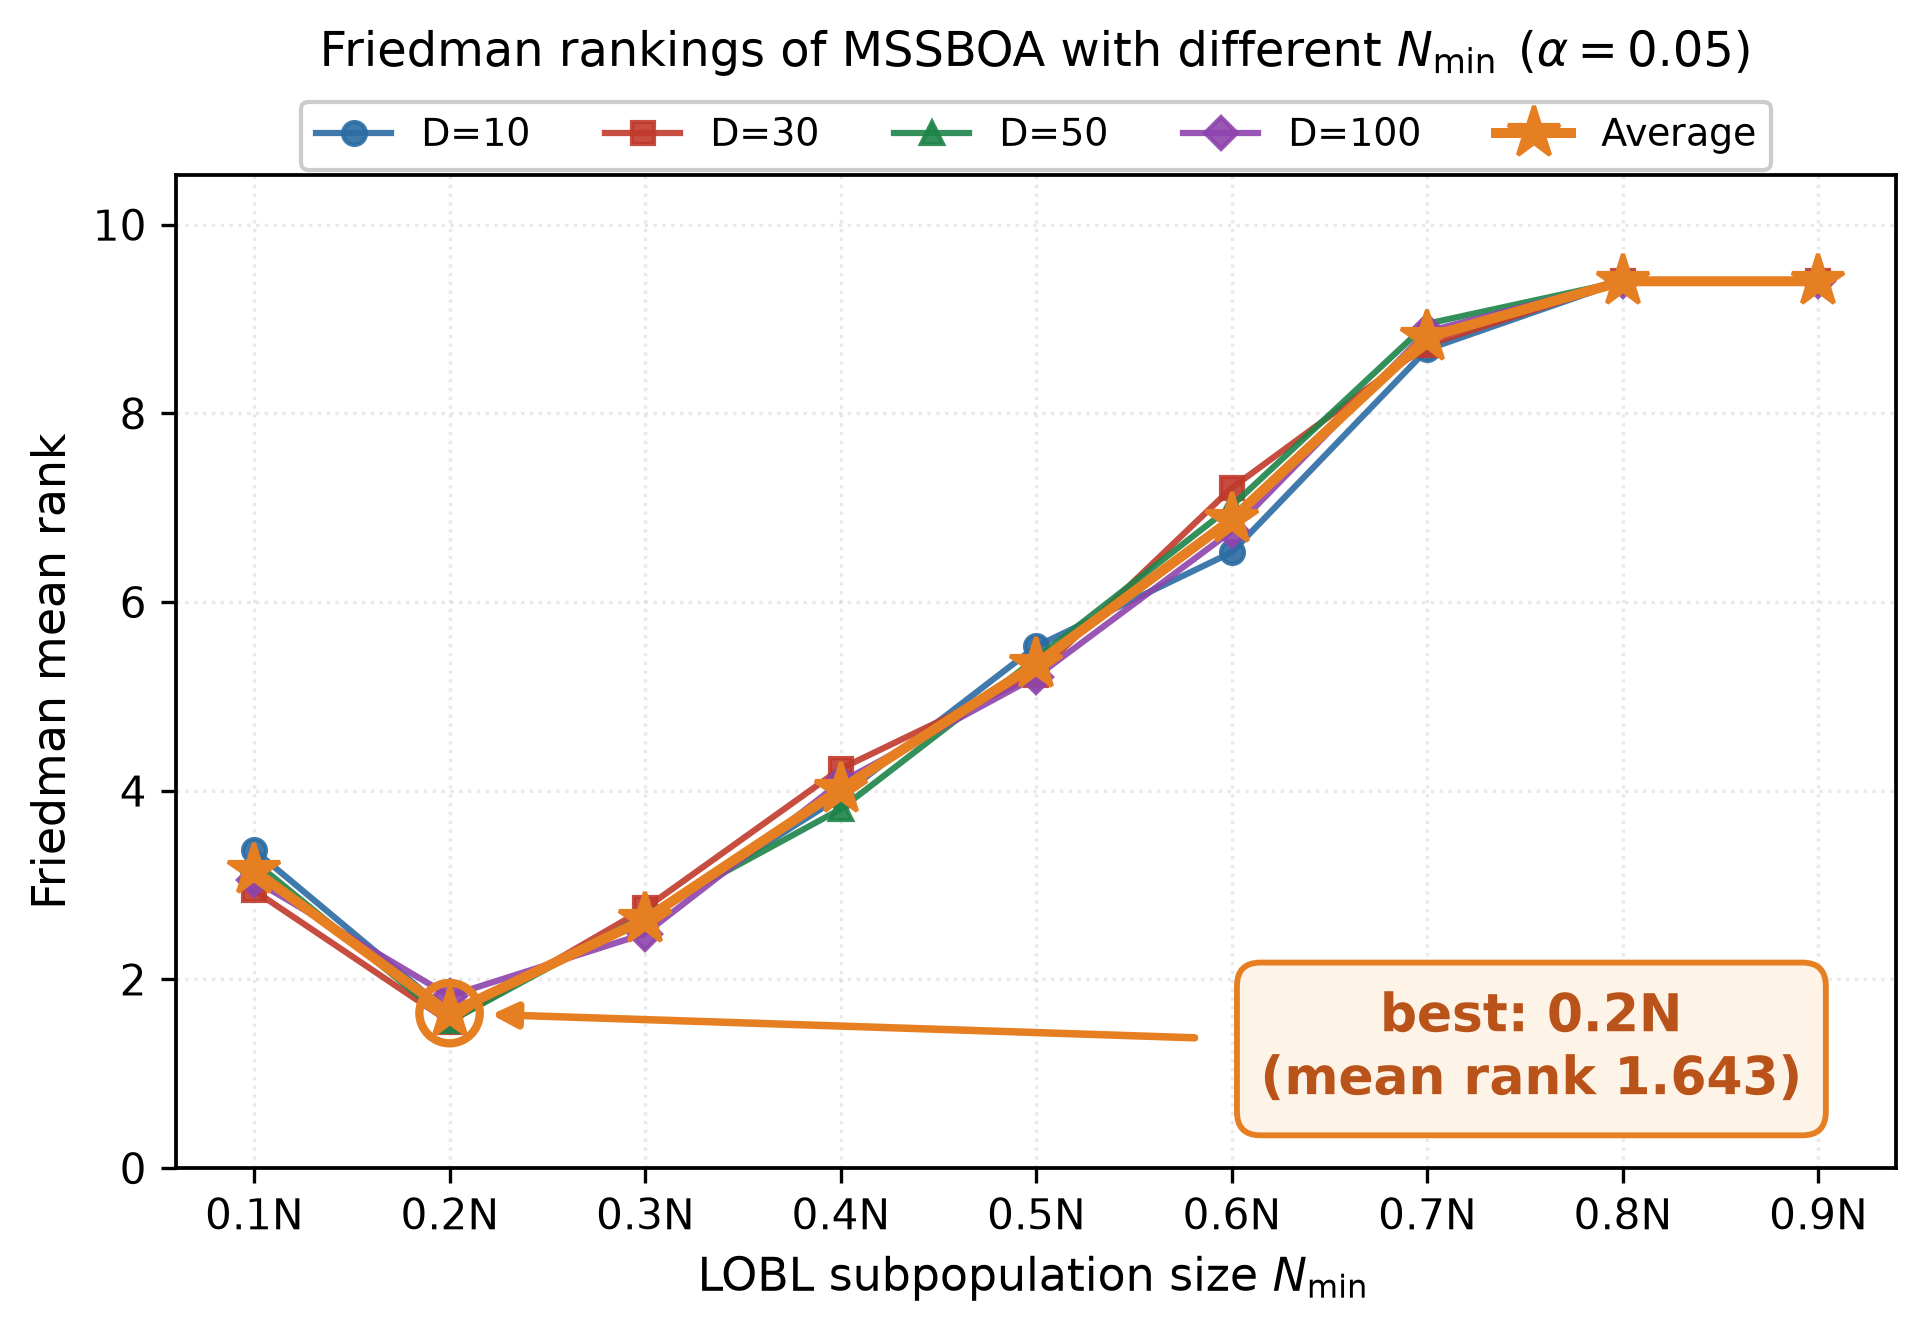 Friedman rankings of MSSBOA with different N_min (α = 0.05)
D=10 D=30 D=50 D=100 Average
Friedman mean rank
10
8
6
4
2
0
best: 0.2N
(mean rank 1.643)
0.1N 0.2N 0.3N 0.4N 0.5N 0.6N 0.7N 0.8N 0.9N
LOBL subpopulation size N_min